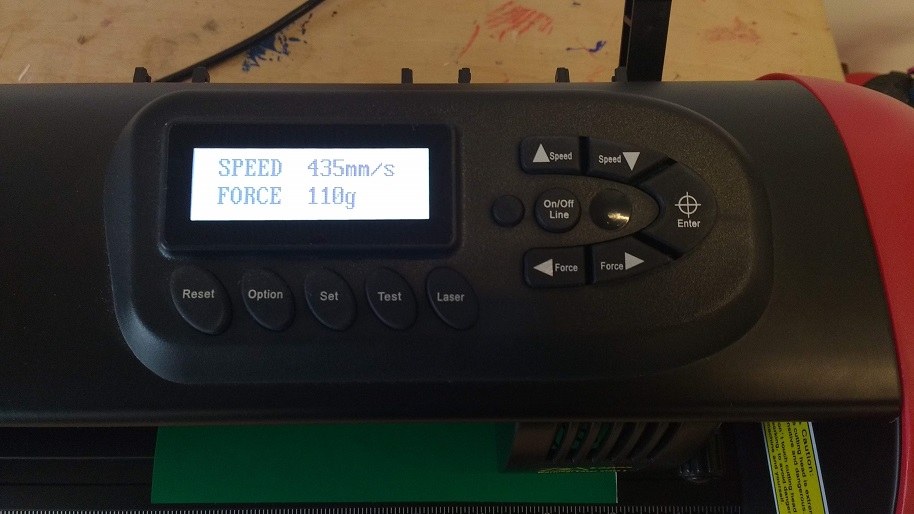 SPEED 435mm/s
FORCE 110g
Speed Speed
On/Off
Line
Enter
Force Force
Reset Option Set Test Laser
Caution